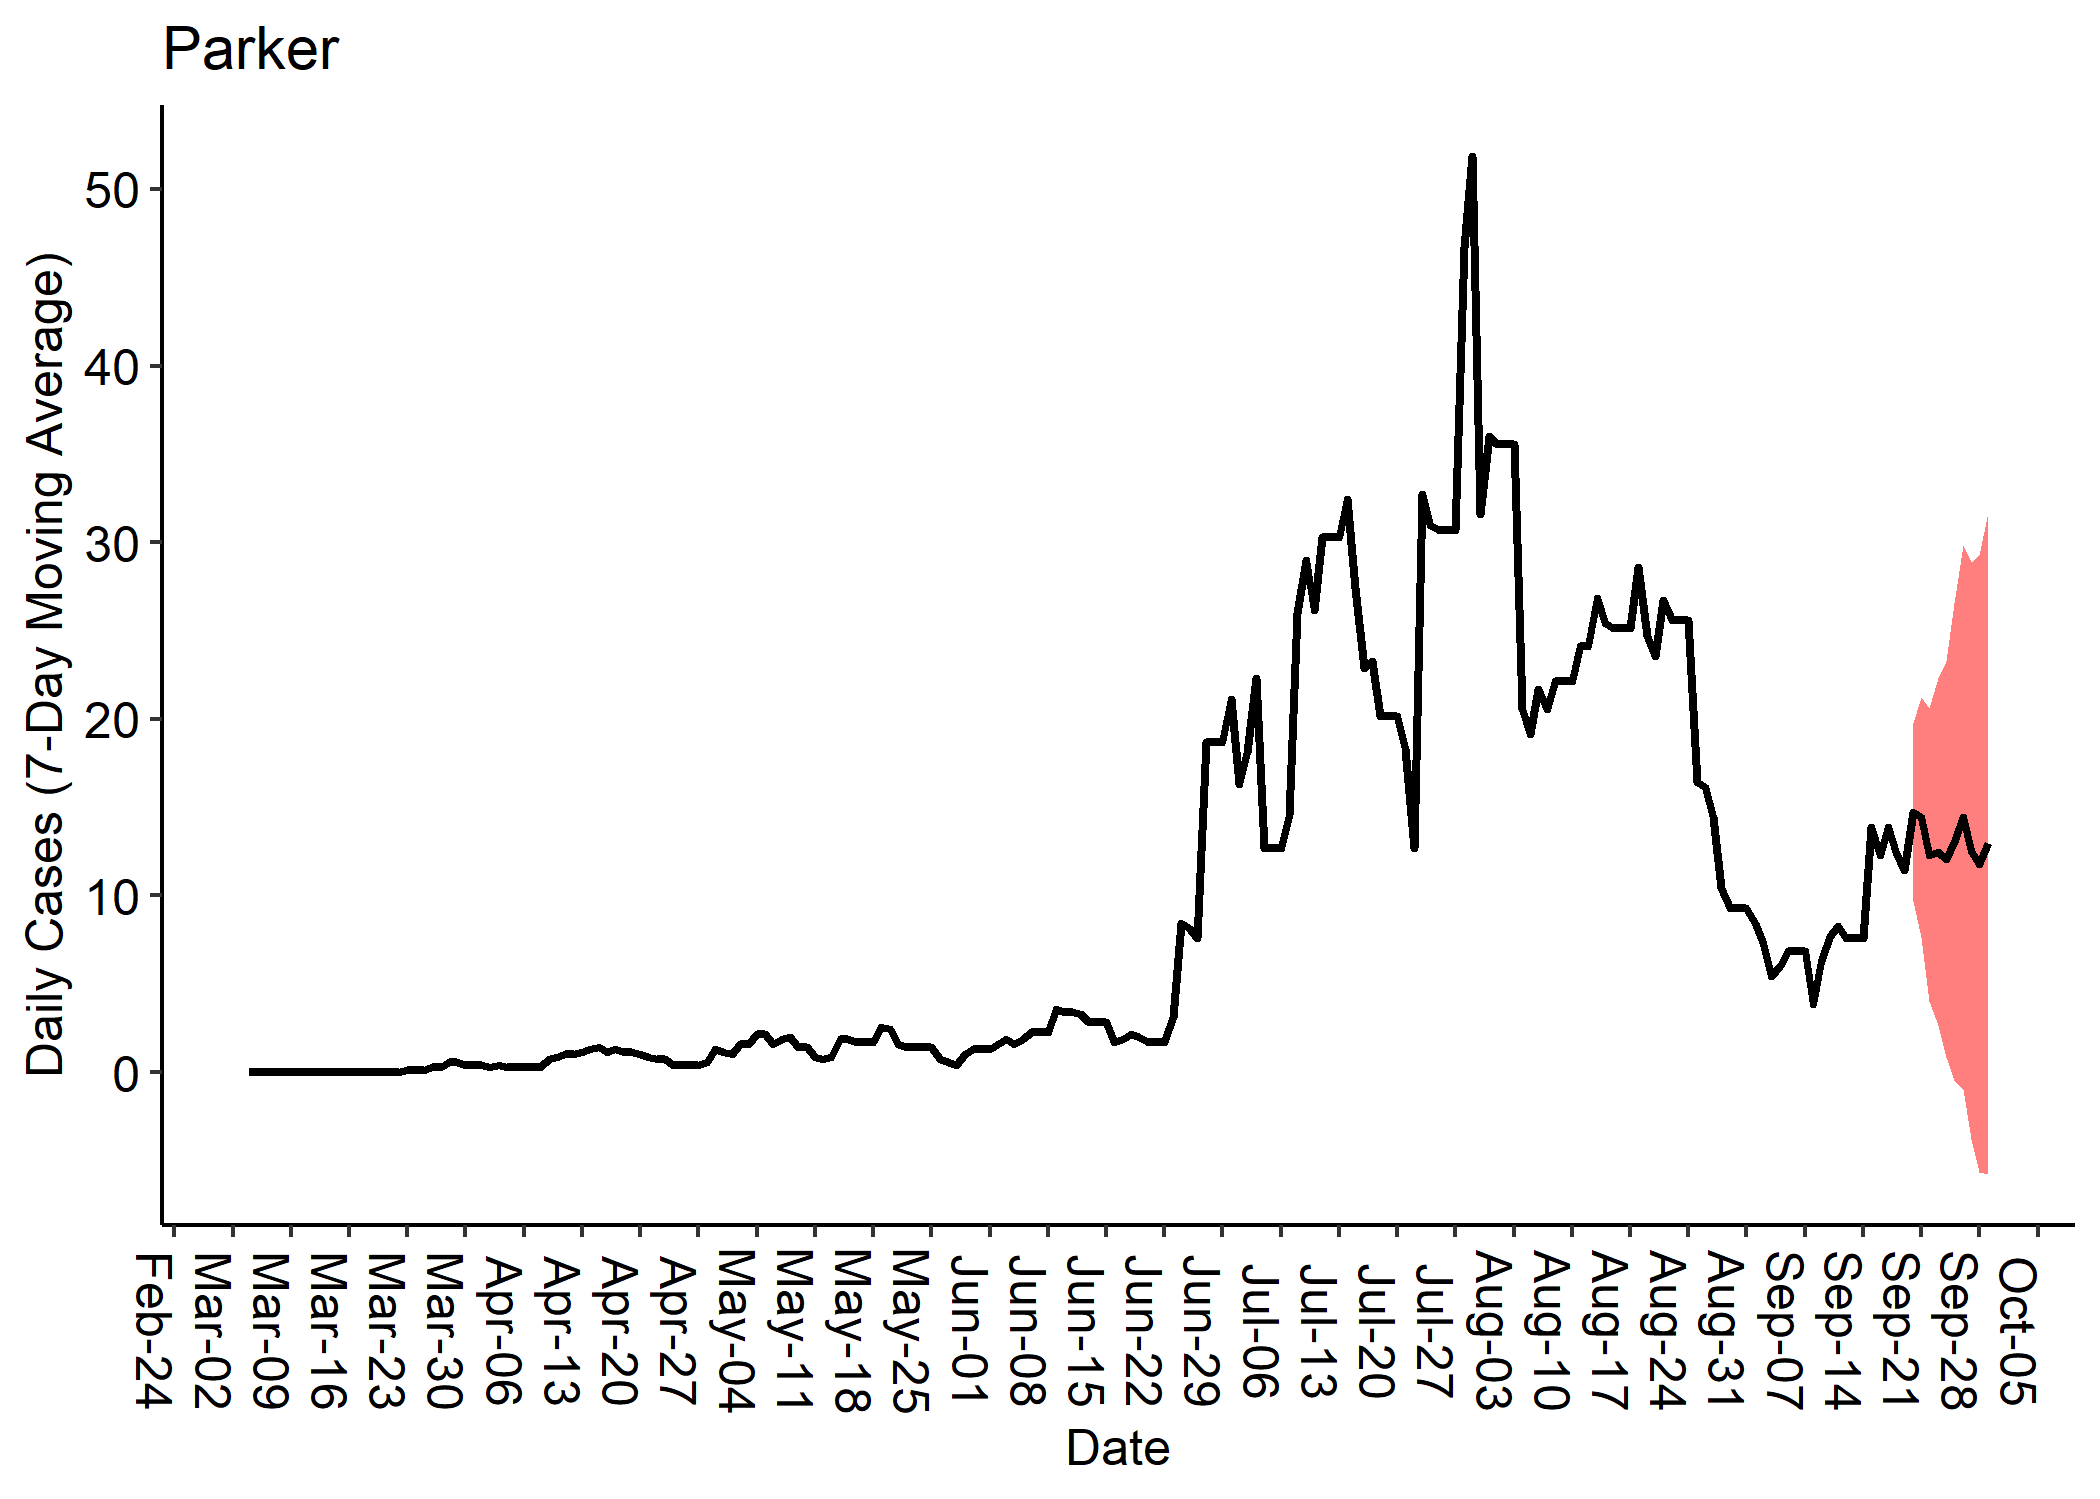 Parker
Daily Cases (7-Day Moving Average)
50
40
30
20
10
0
Feb-24
Mar-02
Mar-09
Mar-16
Mar-23
Mar-30
Apr-06
Apr-13
Apr-20
Apr-27
May-04
May-11
May-18
May-25
Jun-01
Jun-08
Jun-15
Jun-22
Jun-29
Jul-06
Jul-13
Jul-20
Jul-27
Aug-03
Aug-10
Aug-17
Aug-24
Aug-31
Sep-07
Sep-14
Sep-21
Sep-28
Oct-05
Date